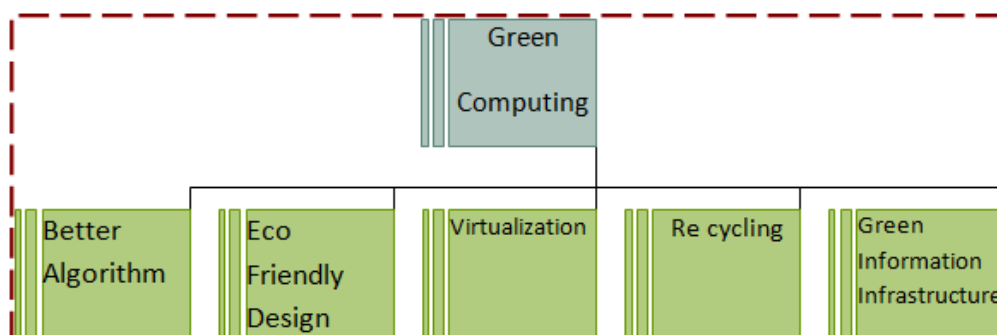 Green
Computing
Better
Algorithm
Eco
Friendly
Design
Virtualization
Re cycling
Green
Information
Infrastructure